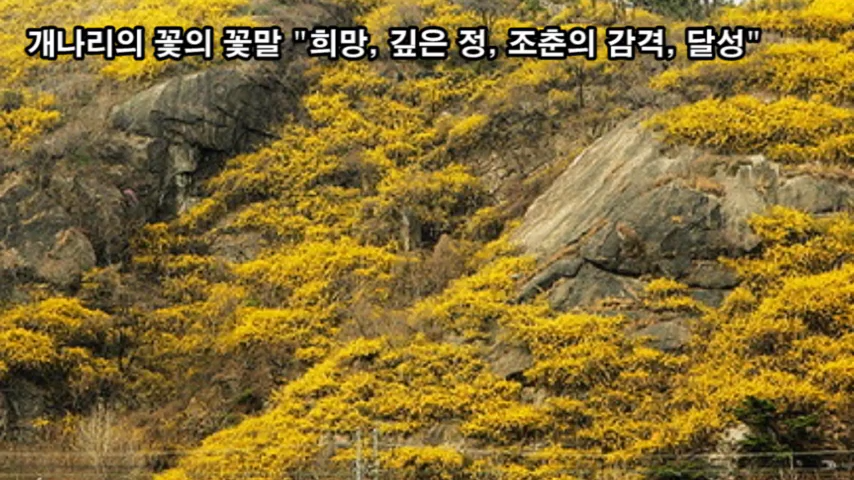 개나리의 꽃의 꽃말 "희망, 깊은 정, 조춘의 감격, 달성"